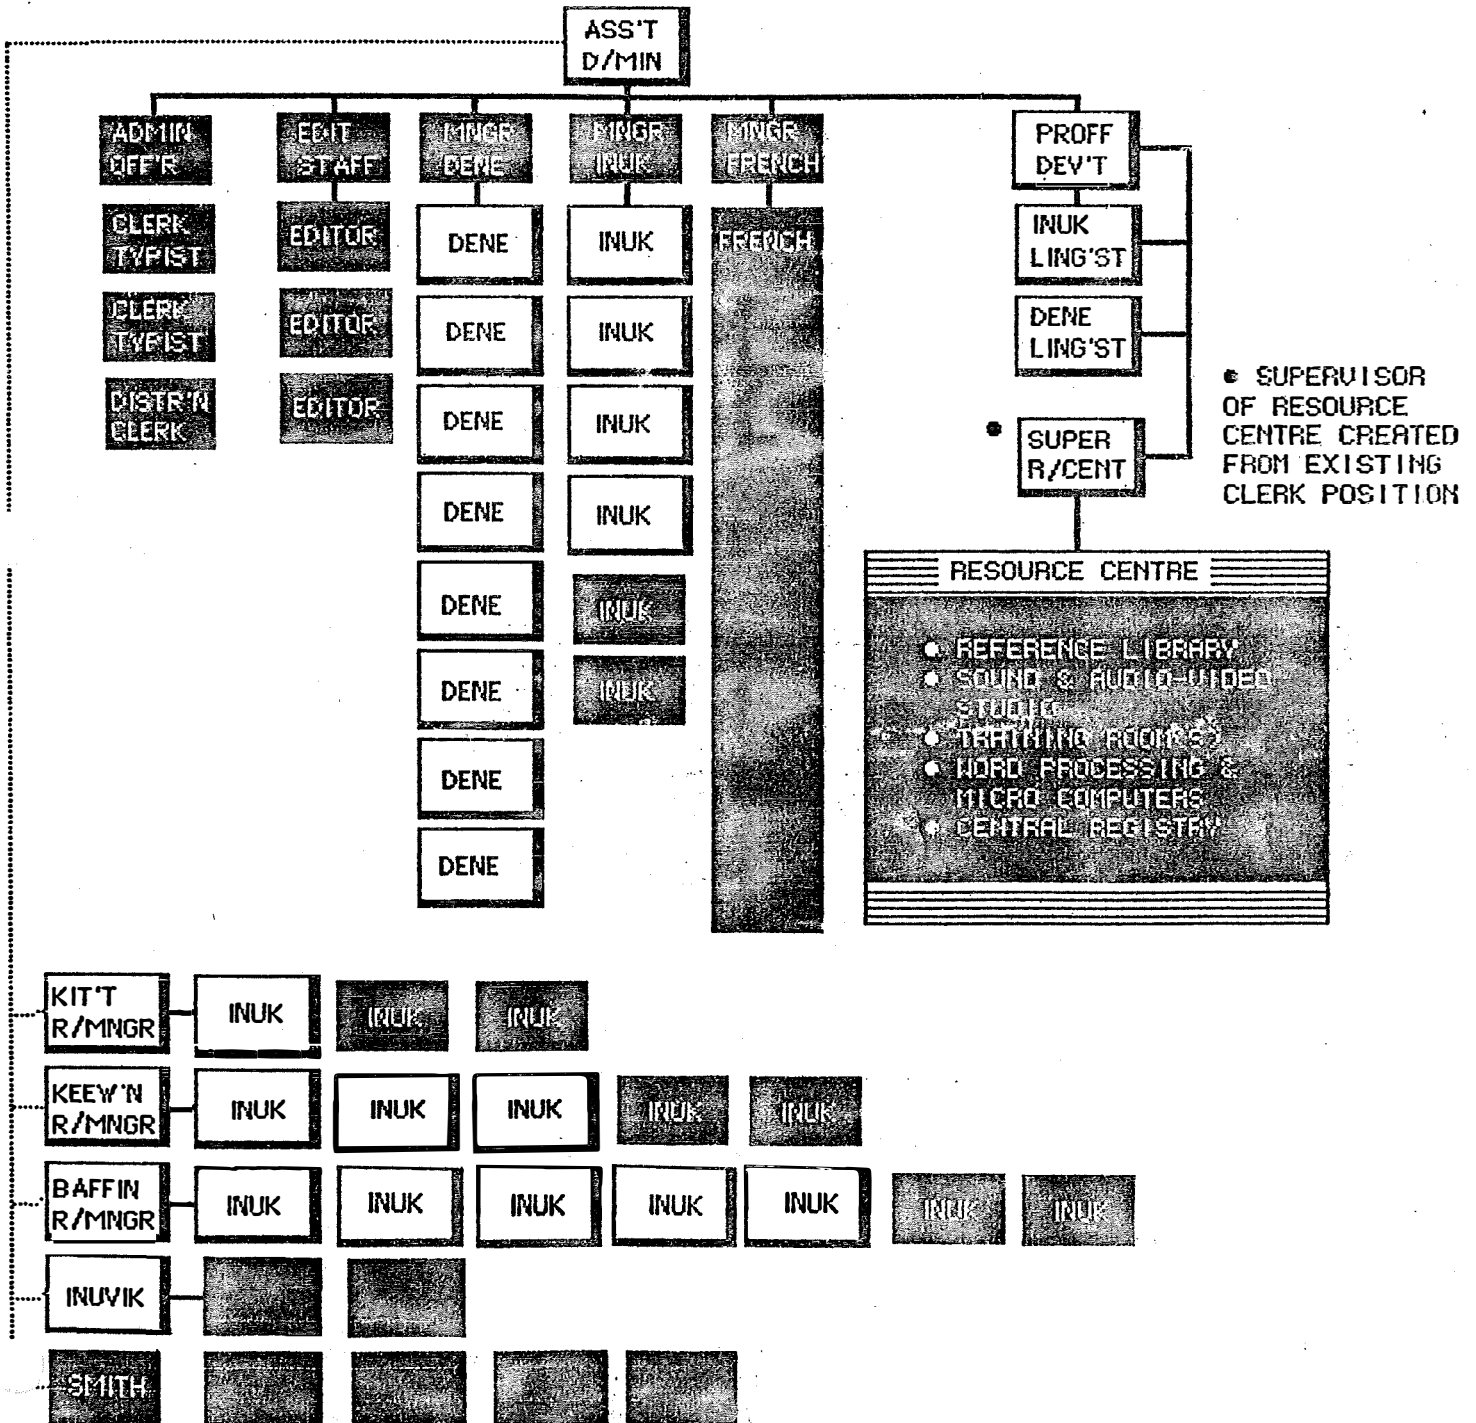 ASS'T
D/MIN
ADMIN
OFF'R
EDIT
STAFF
MNGR
DENE
MNGR
INUK
MNGR
FRENCH
PROFF
DEV'T
CLERK
TYPIST
EDITOR
DENE
INUK
FRENCH
INUK
LING'ST
CLERK
TYPIST
EDITOR
DENE
INUK
DENE
LING'ST
DISTR'N
CLERK
EDITOR
DENE
INUK
SUPER
R/CENT
● SUPERVISOR
OF RESOURCE
CENTRE CREATED
FROM EXISTING
CLERK POSITION
DENE
INUK
DENE
INUK
DENE
INUK
DENE
DENE
RESOURCE CENTRE
● REFERENCE LIBRARY
● SOUND & AUDIO-VIDEO
STUDIO
● TRAINING ROOM(S)
● WORD PROCESSING &
MICRO COMPUTERS
● CENTRAL REGISTRY
KIT'T
R/MNGR
INUK
INUK
INUK
KEEW'N
R/MNGR
INUK
INUK
INUK
INUK
INUK
BAFFIN
R/MNGR
INUK
INUK
INUK
INUK
INUK
INUK
INUK
INUVIK
SMITH